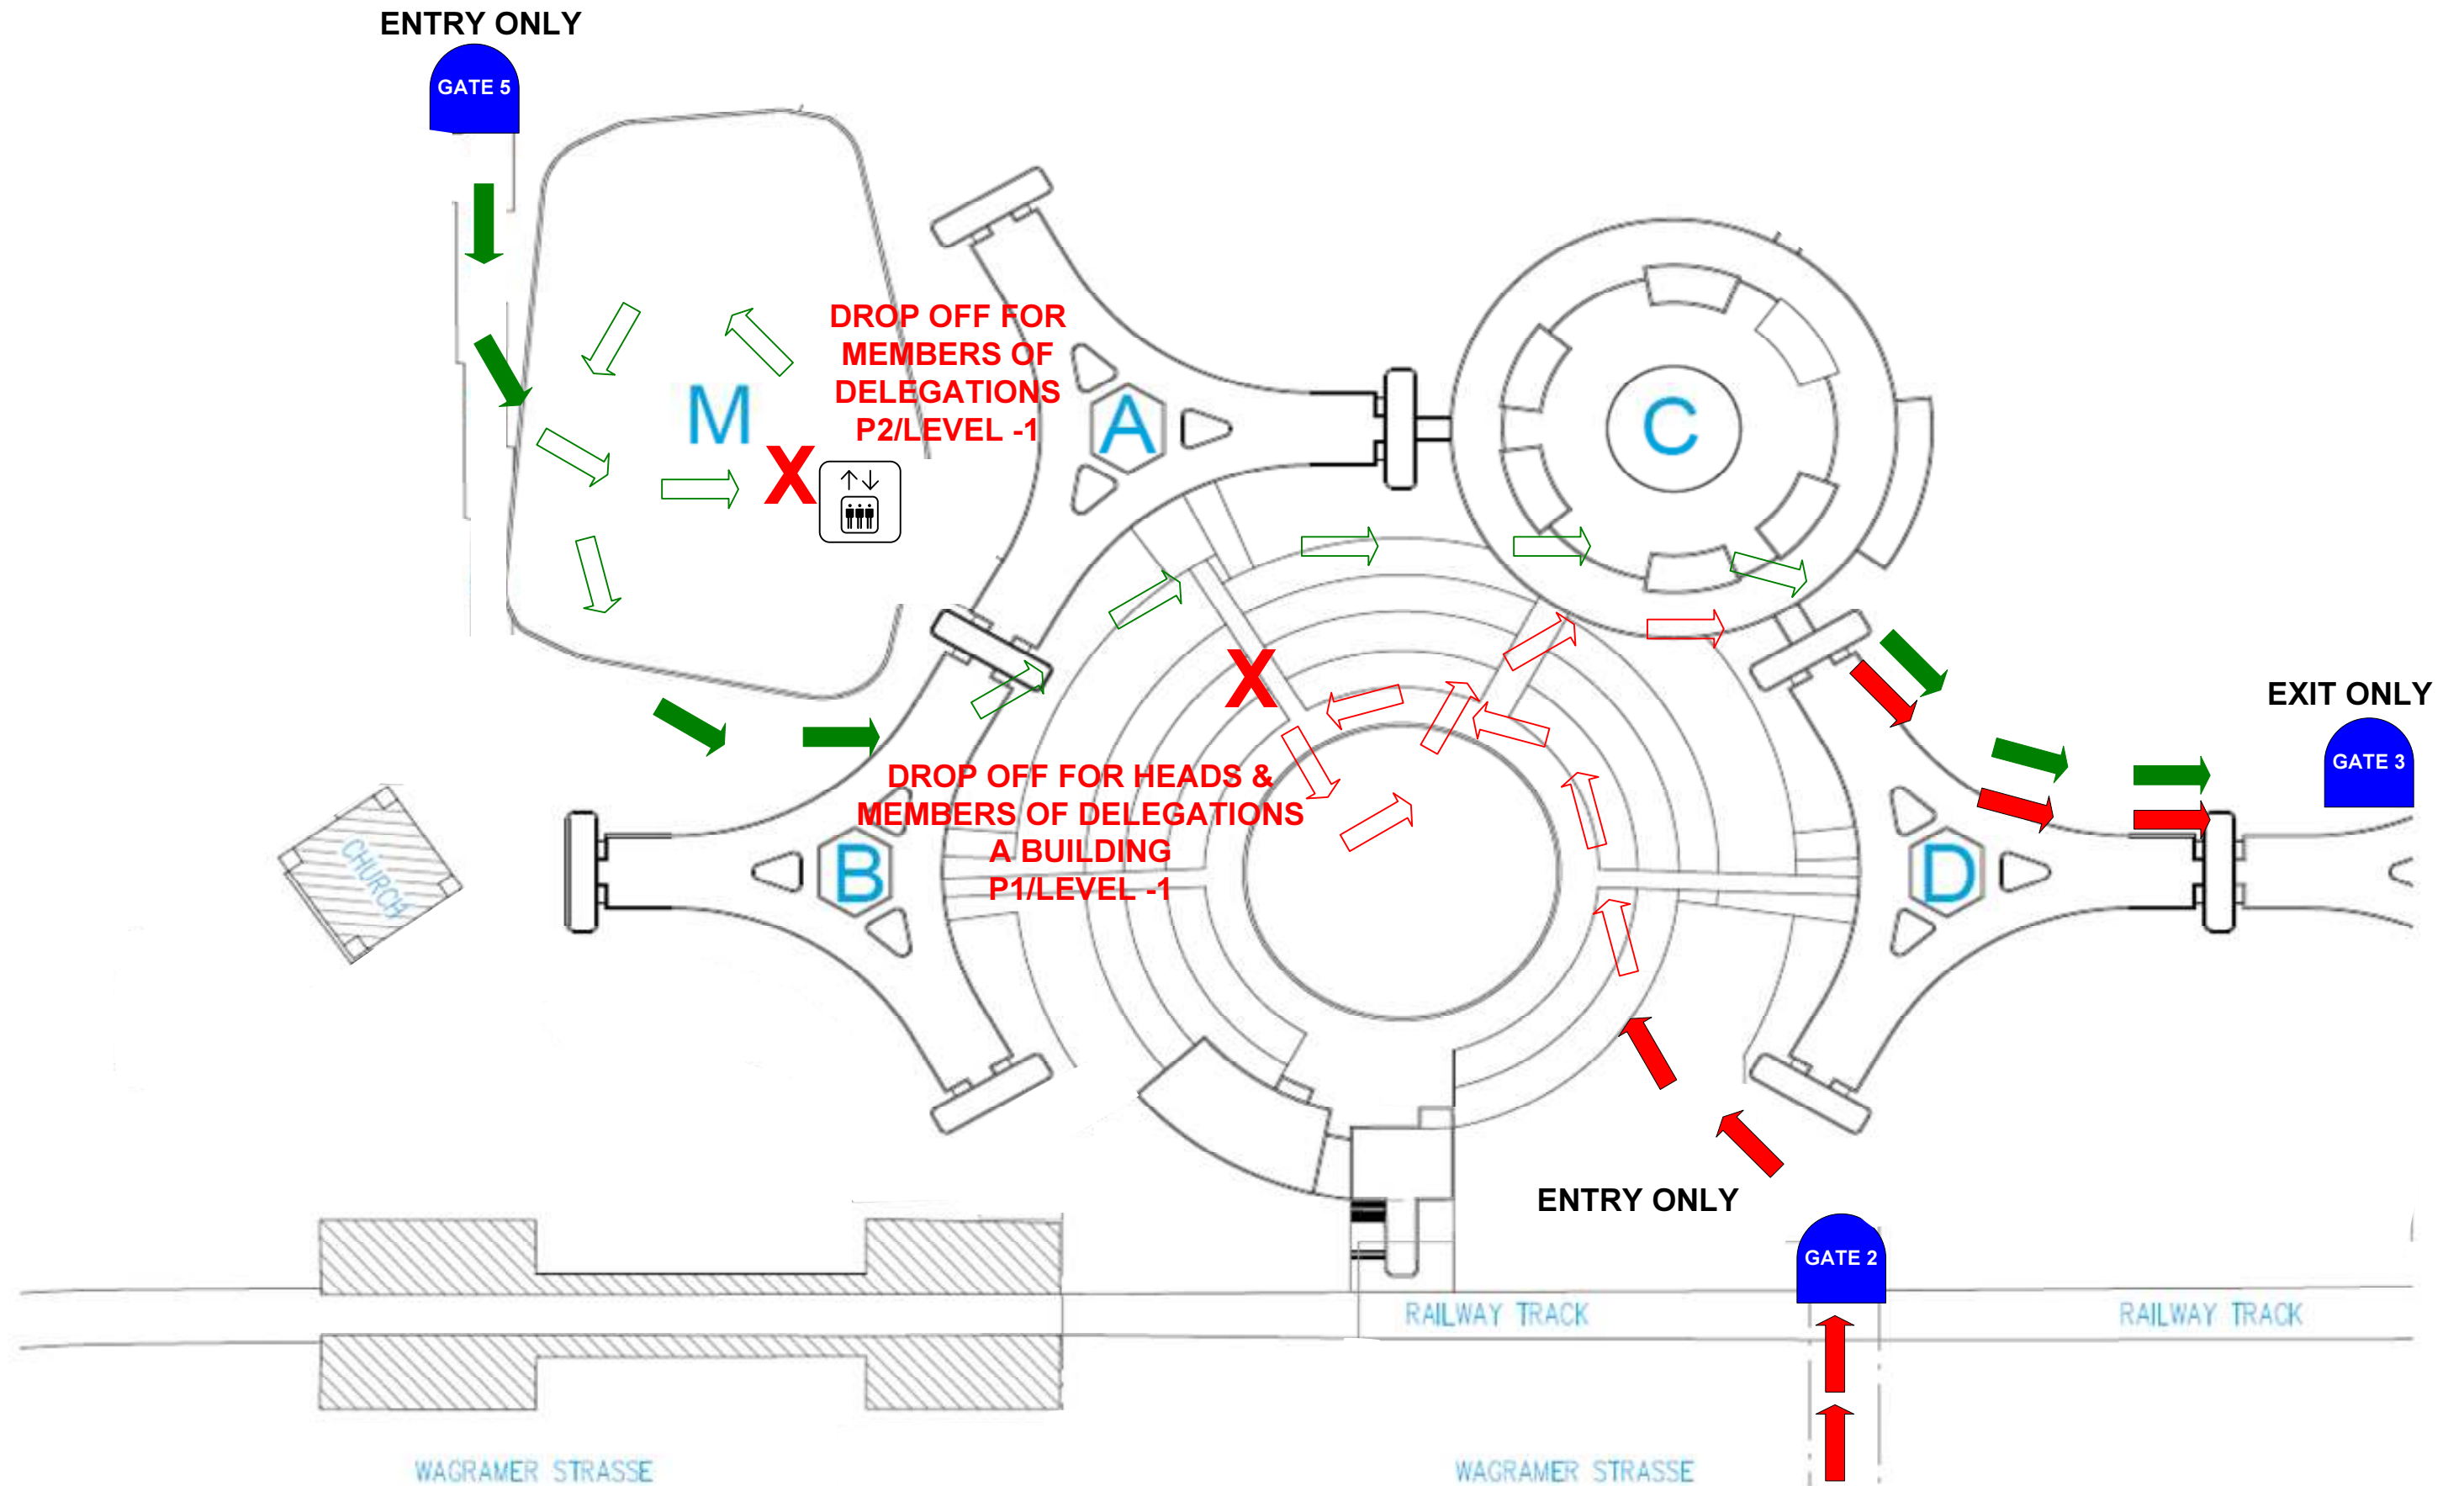 ENTRY ONLY
GATE 5
DROP OFF FOR
MEMBERS OF
DELEGATIONS
P2/LEVEL -1
M
X
A
C
X
EXIT ONLY
GATE 3
DROP OFF FOR HEADS &
MEMBERS OF DELEGATIONS
A BUILDING
P1/LEVEL -1
CHURCH
B
D
ENTRY ONLY
GATE 2
RAILWAY TRACK
RAILWAY TRACK
WAGRAMER STRASSE
WAGRAMER STRASSE